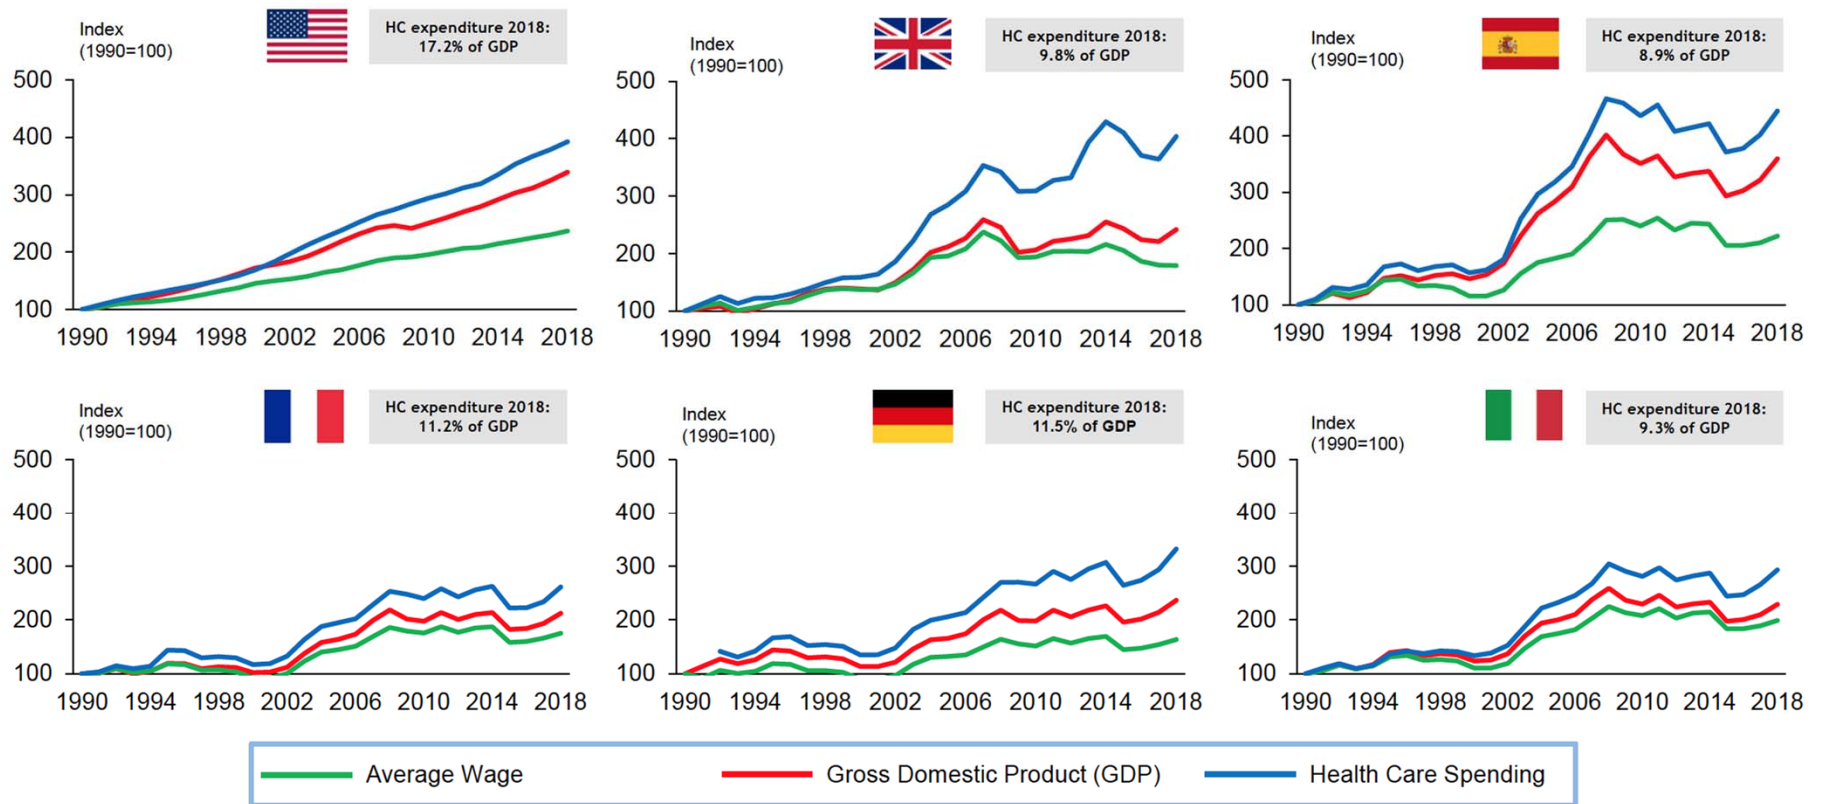 Index
(1990=100)
HC expenditure 2018:
17.2% of GDP
500
400
300
200
100
1990 1994 1998 2002 2006 2010 2014 2018
Index
(1990=100)
HC expenditure 2018:
9.8% of GDP
500
400
300
200
100
1990 1994 1998 2002 2006 2010 2014 2018
Index
(1990=100)
HC expenditure 2018:
8.9% of GDP
500
400
300
200
100
1990 1994 1998 2002 2006 2010 2014 2018
Index
(1990=100)
HC expenditure 2018:
11.2% of GDP
500
400
300
200
100
1990 1994 1998 2002 2006 2010 2014 2018
Index
(1990=100)
HC expenditure 2018:
11.5% of GDP
500
400
300
200
100
1990 1994 1998 2002 2006 2010 2014 2018
Index
(1990=100)
HC expenditure 2018:
9.3% of GDP
500
400
300
200
100
1990 1994 1998 2002 2006 2010 2014 2018
Average Wage Gross Domestic Product (GDP) Health Care Spending